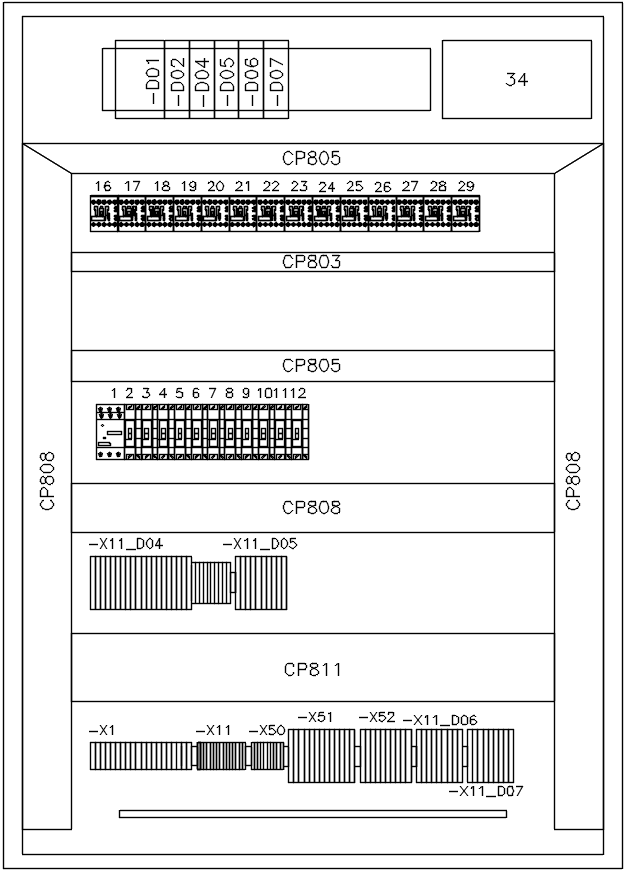 -D01 -D02 -D04 -D05 -D06 -D07
34
CP805
16 17 18 19 20 21 22 23 24 25 26 27 28 29
CP803
CP805
1 2 3 4 5 6 7 8 9 10 11 12
CP808
CP808
CP808
-X11_D04 -X11_D05
CP811
-X1 -X11 -X50 -X51 -X52 -X11_D06
-X11_D07